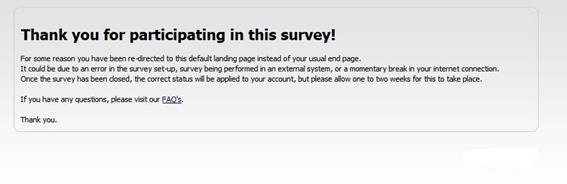 Thank you for participating in this survey!
For some reason you have been re-directed to this default landing page instead of your usual end page.
It could be due to an error in the survey set-up, survey being performed in an external system, or a momentary break in your internet connection.
Once the survey has been closed, the correct status will be applied to your account, but please allow one to two weeks for this to take place.
If you have any questions, please visit our FAQ's.
Thank you.